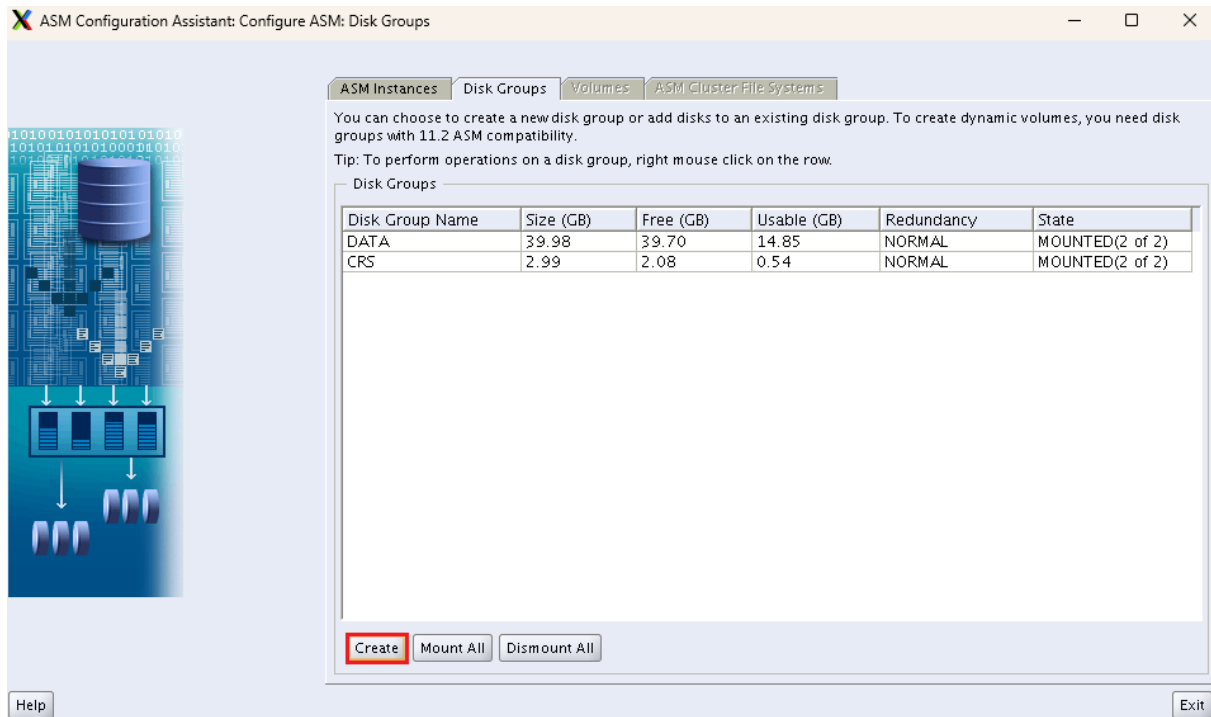 ASM Configuration Assistant: Configure ASM: Disk Groups
ASM Instances Disk Groups Volumes ASM Cluster File Systems
You can choose to create a new disk group or add disks to an existing disk group. To create dynamic volumes, you need disk
groups with 11.2 ASM compatibility.
Tip: To perform operations on a disk group, right mouse click on the row.
Disk Groups
Disk Group Name Size (GB) Free (GB) Usable (GB) Redundancy State
DATA 39.98 39.70 14.85 NORMAL MOUNTED(2 of 2)
CRS 2.99 2.08 0.54 NORMAL MOUNTED(2 of 2)
Create Mount All Dismount All
Help Exit